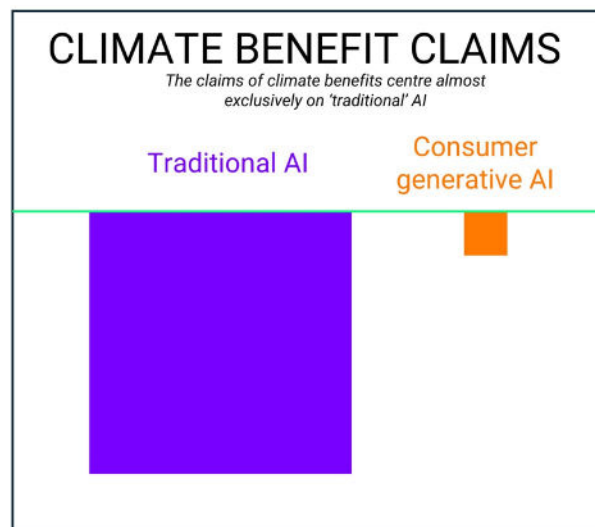 CLIMATE BENEFIT CLAIMS
The claims of climate benefits centre almost
exclusively on ‘traditional’ AI
Traditional AI
Consumer
generative AI